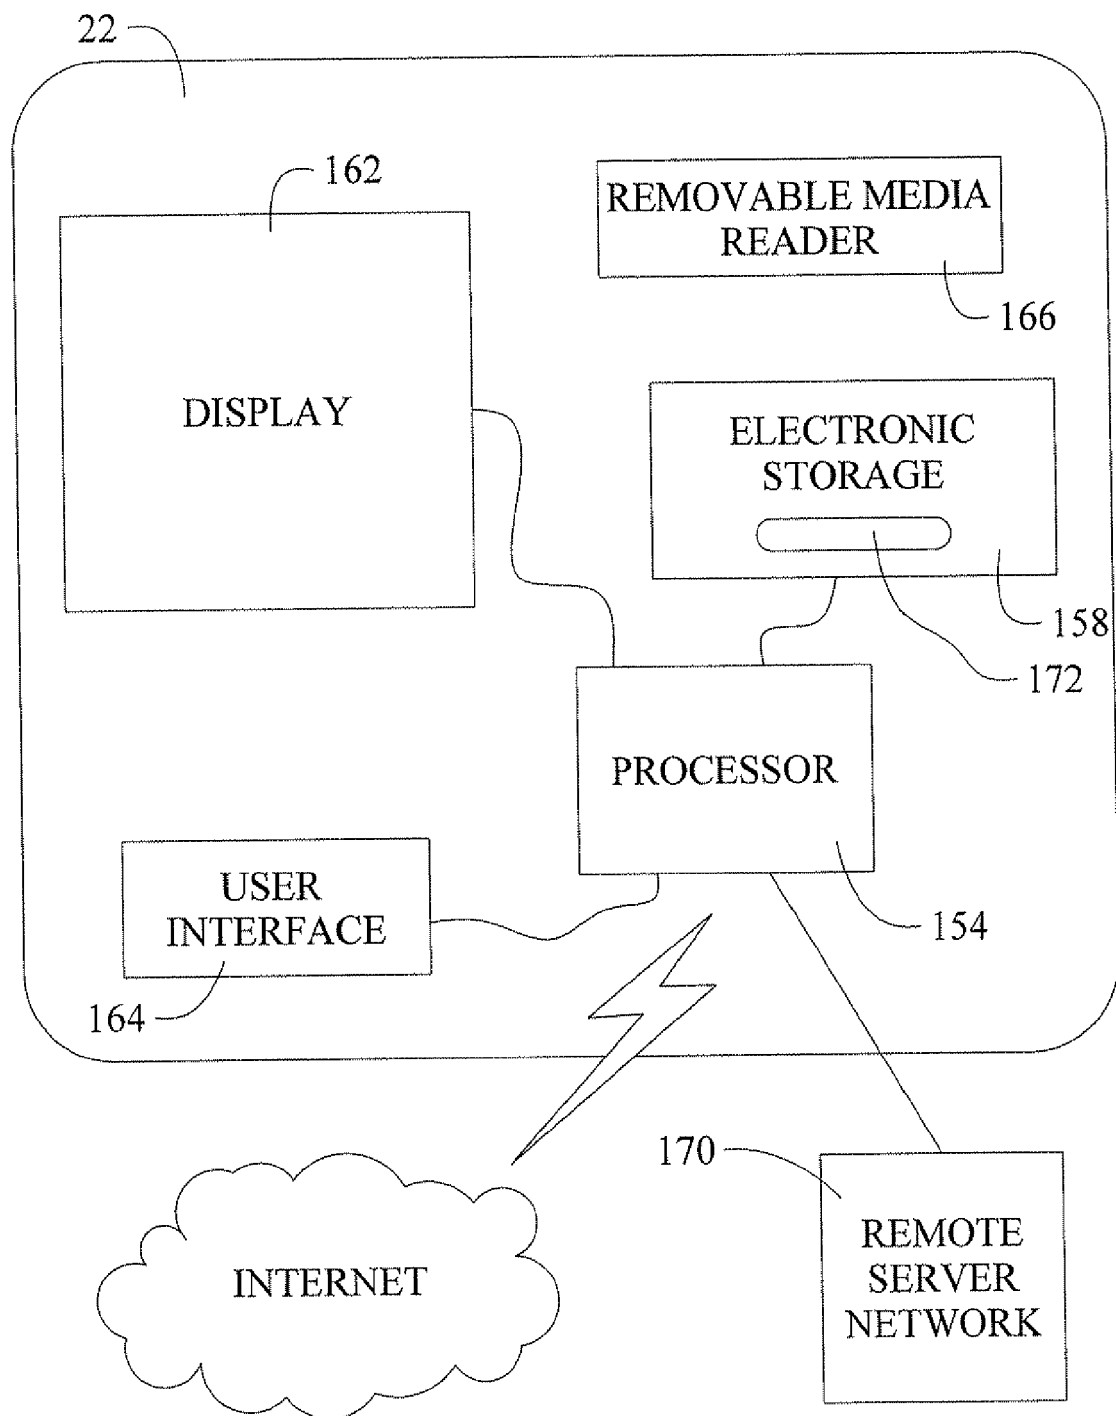 22
162
REMOVABLE MEDIA
READER
166
DISPLAY
ELECTRONIC
STORAGE
158
172
PROCESSOR
154
USER
INTERFACE
164
170
INTERNET
REMOTE
SERVER
NETWORK